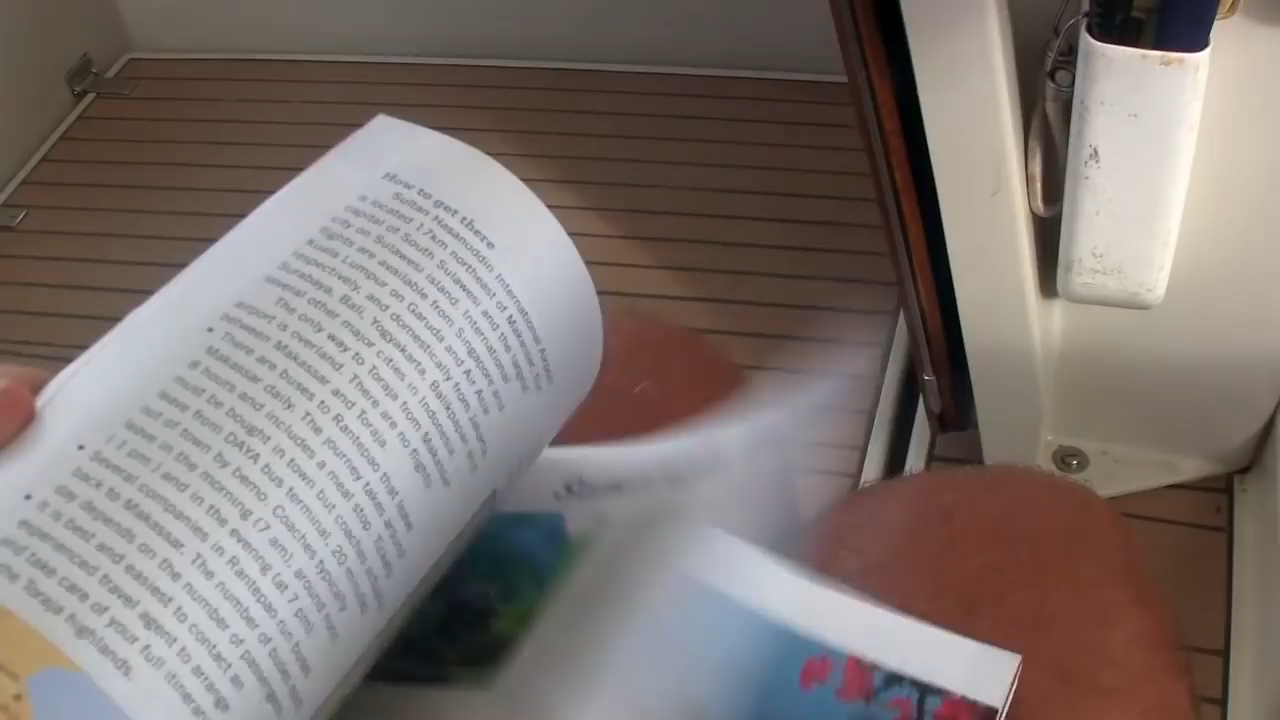 How to get there
Sultan Hasanuddin International Airport
is located 17km northeast of Makassar, the
capital of South Sulawesi and the largest
city on Sulawesi island. International
flights are available from Singapore and
Kuala Lumpur on Garuda and Air Asia
respectively, and domestically from
Surabaya, Bali, Yogyakarta, Balikpapan and
several other major cities in Indonesia.
The only way to Toraja from Makassar
airport is overland. There are no flights
between Makassar and Toraja.
• There are buses to Rantepao that leave
Makassar daily. The journey takes around
8 hours and includes a meal stop.
must be bought in town but coaches
out of town by bemo. Coaches typically
leave from DAYA bus terminal, 20 minutes
leave in the morning (7 am), around noon
(1 pm) and in the evening (at 7 pm)
• Several companies in Rantepao run buses
back to Makassar. The number of buses
day depends on the number of passengers
• It is best and easiest to contact an
experienced travel agent to arrange
and take care of your full itinerary
Toraja highlands.